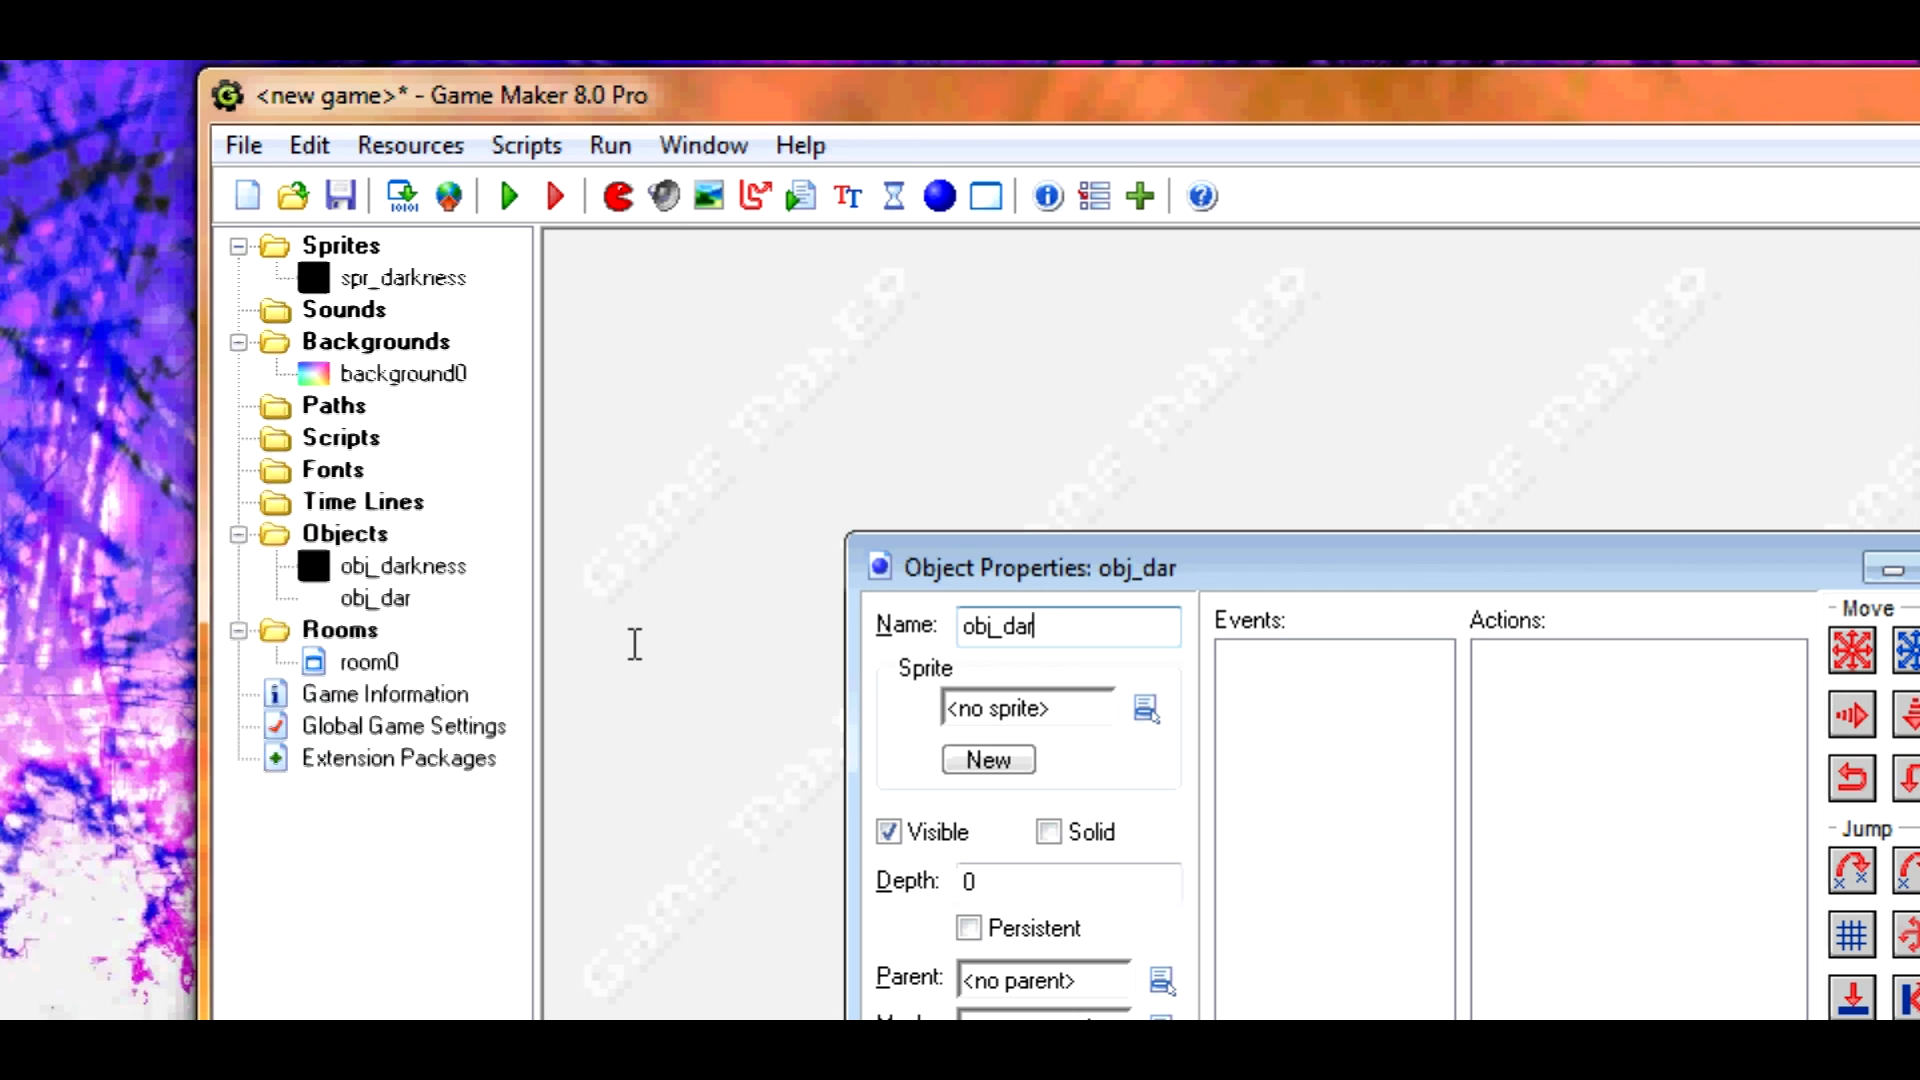 <new game>* - Game Maker 8.0 Pro
File Edit Resources Scripts Run Window Help
Sprites
spr_darkness
Sounds
Backgrounds
background0
Paths
Scripts
Fonts
Time Lines
Objects
obj_darkness
obj_dar
Rooms
room0
Game Information
Global Game Settings
Extension Packages
Object Properties: obj_dar
Name: obj_dar
Sprite
<no sprite>
New
Visible Solid
Depth: 0
Persistent
Parent: <no parent>
Events:
Actions:
Move
Jump